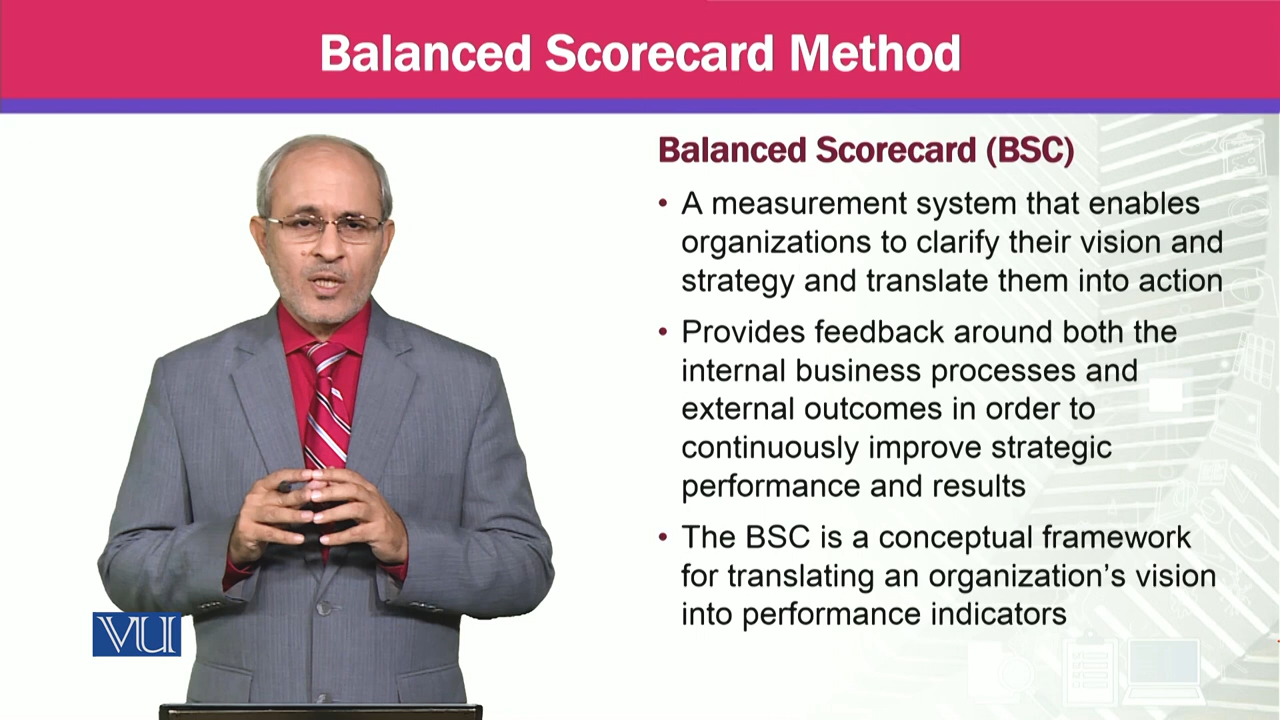 Balanced Scorecard Method
Balanced Scorecard (BSC)
• A measurement system that enables
organizations to clarify their vision and
strategy and translate them into action
• Provides feedback around both the
internal business processes and
external outcomes in order to
continuously improve strategic
performance and results
• The BSC is a conceptual framework
for translating an organization’s vision
into performance indicators
VU